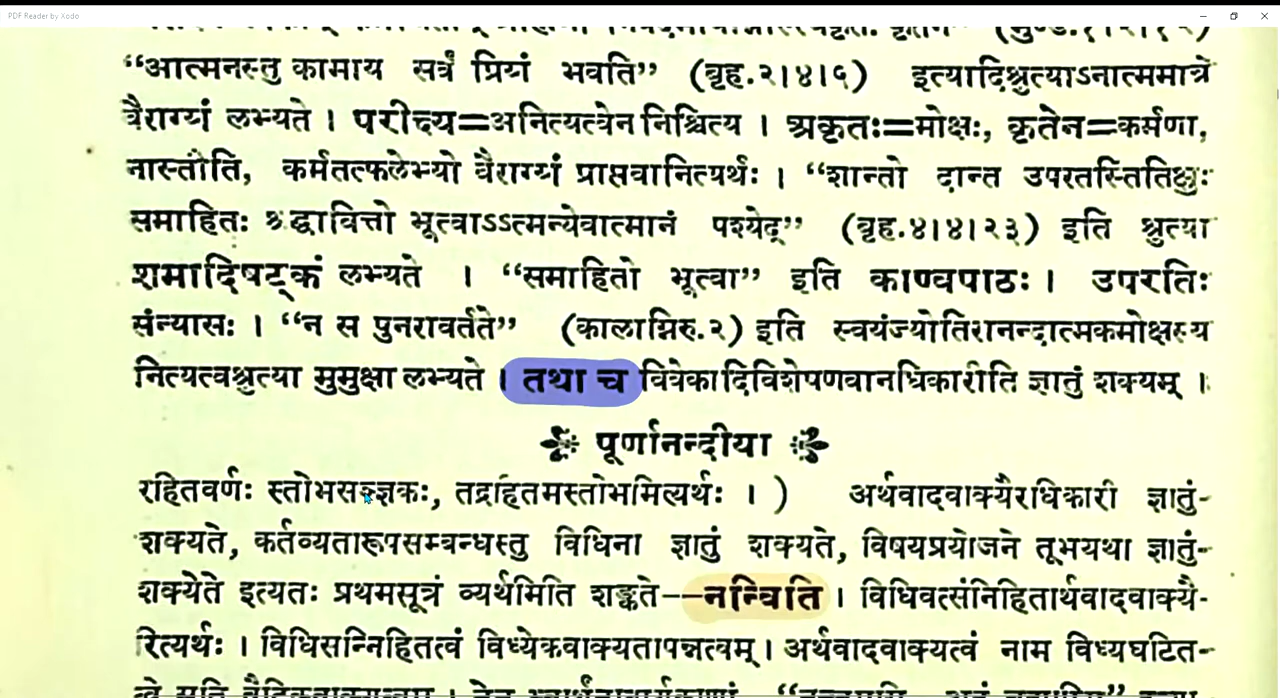 PDF Reader by Xodo
“आत्मनस्तु कामाय सर्वं प्रियं भवति” (बृह.२।४।५) इत्यादिश्रुत्याऽनात्ममात्रे
वैराग्यं लभ्यते । परीक्ष्य=अनित्यत्वेन निश्चित्य । अकृतः=मोक्षः, कृतेन=कर्मणा,
नास्तीति, कर्मतत्फलेभ्यो वैराग्यं प्राप्तवानित्यर्थः । “शान्तो दान्त उपरतस्तितिक्षुः
समाहितः श्रद्धावित्तो भूत्वाऽऽत्मन्येवात्मानं पश्येद्” (बृह.४।४।२३) इति श्रुत्या
शमादिषट्कं लभ्यते । “समाहितो भूत्वा” इति काण्वपाठः । उपरतिः
संन्यासः । “न स पुनरावर्तते” (कालाग्निरु.२) इति स्वयंज्योतिरानन्दात्मकमोक्षस्य
नित्यत्वश्रुत्या मुमुक्षा लभ्यते । तथा च विवेकादिविशेषणवानधिकारीति ज्ञातुं शक्यम् ।
पूर्णानन्दीया
रहितवर्णः स्तोभसञ्ज्ञकः, तद्रहितमस्तोभमित्यर्थः । ) अर्थवादवाक्यैरधिकारी ज्ञातुं-
शक्यते, कर्तव्यतारूपसम्बन्धस्तु विधिना ज्ञातुं शक्यते, विषयप्रयोजने तूभयथा ज्ञातुं-
शक्येते इत्यतः प्रथमसूत्रं व्यर्थमिति शङ्कते--नन्विति । विधिवत्संनिहितार्थवादवाक्यै-
रित्यर्थः । विधिसन्निहितत्वं विध्येकवाक्यतापन्नत्वम् । अर्थवादवाक्यत्वं नाम विध्यघटित-